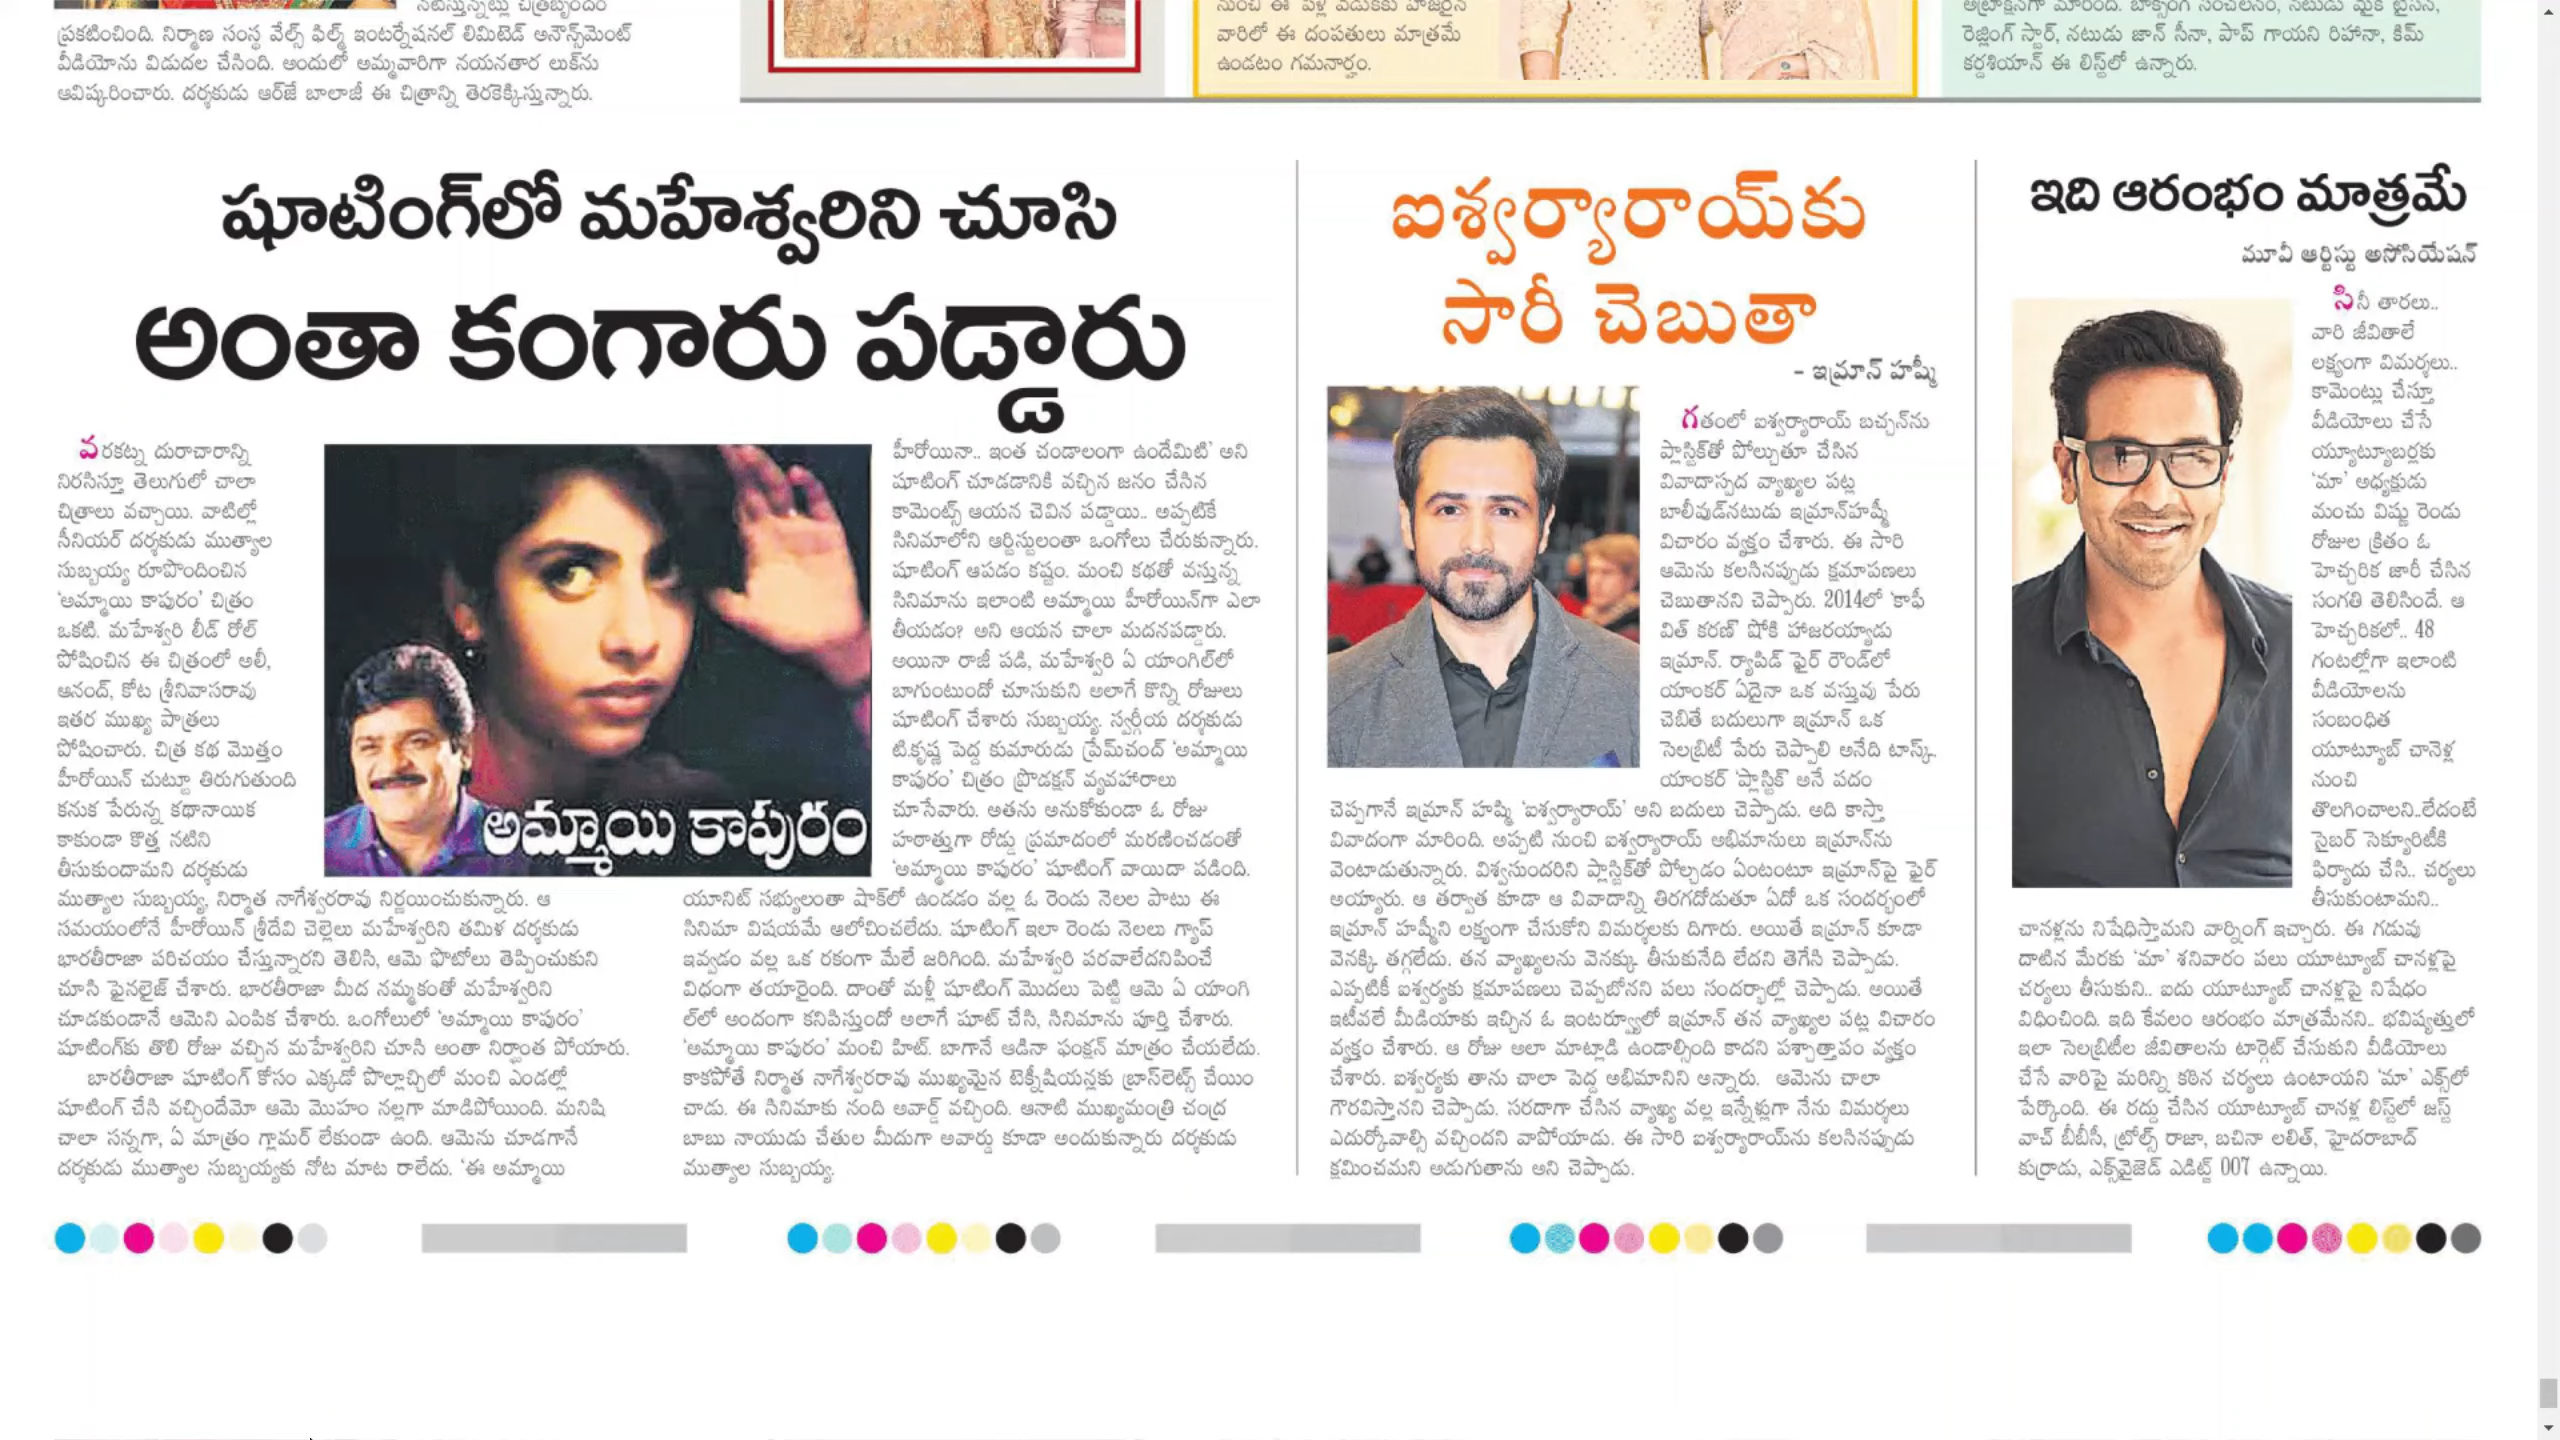 నటిస్తున్నట్లు చిత్రబృందం
ప్రకటించింది. నిర్మాణ సంస్థ వేల్స్ ఫిల్మ్ ఇంటర్నేషనల్ లిమిటెడ్ అనౌన్స్‌మెంట్
వీడియోను విడుదల చేసింది. అందులో అమ్మవారిగా నయనతార లుక్‌ను
ఆవిష్కరించారు. దర్శకుడు ఆర్‌జే బాలాజీ ఈ చిత్రాన్ని తెరకెక్కిస్తున్నారు.
నుంచి ఈ పెళ్లి వేడుకకు హాజరైన
వారిలో ఈ దంపతులు మాత్రమే
ఉండటం గమనార్హం.
అట్రాక్షన్‌గా మారింది. బాక్సింగ్ సంచలనం, నటుడు మైక్ టైసన్,
రెజ్లింగ్ స్టార్, నటుడు జాన్ సీనా, పాప్ గాయని రిహానా, కిమ్
కర్దశియాన్ ఈ లిస్ట్‌లో ఉన్నారు.
షూటింగ్‌లో మహేశ్వరిని చూసి
అంతా కంగారు పడ్డారు
వరకట్న దురాచారాన్ని
నిరసిస్తూ తెలుగులో చాలా
చిత్రాలు వచ్చాయి. వాటిల్లో
సీనియర్ దర్శకుడు ముత్యాల
సుబ్బయ్య రూపొందించిన
'అమ్మాయి కాపురం' చిత్రం
ఒకటి. మహేశ్వరి లీడ్ రోల్
పోషించిన ఈ చిత్రంలో అలీ,
ఆనంద్, కోట శ్రీనివాసరావు
ఇతర ముఖ్య పాత్రలు
పోషించారు. చిత్ర కథ మొత్తం
హీరోయిన్ చుట్టూ తిరుగుతుంది
కనుక పేరున్న కథానాయిక
కాకుండా కొత్త నటిని
తీసుకుందామని దర్శకుడు
ముత్యాల సుబ్బయ్య, నిర్మాత నాగేశ్వరరావు నిర్ణయించుకున్నారు. ఆ
సమయంలోనే హీరోయిన్ శ్రీదేవి చెల్లెలు మహేశ్వరిని తమిళ దర్శకుడు
భారతీరాజా పరిచయం చేస్తున్నారని తెలిసి, ఆమె ఫొటోలు తెప్పించుకుని
చూసి ఫైనలైజ్ చేశారు. భారతీరాజా మీద నమ్మకంతో మహేశ్వరిని
చూడకుండానే ఆమెని ఎంపిక చేశారు. ఒంగోలులో 'అమ్మాయి కాపురం'
షూటింగ్‌కు తొలి రోజు వచ్చిన మహేశ్వరిని చూసి అంతా నిర్ఘాంత పోయారు.
బారతీరాజా షూటింగ్ కోసం ఎక్కడో పొల్లాచ్చిలో మంచి ఎండల్లో
షూటింగ్ చేసి వచ్చిందేమో ఆమె మొహం నల్లగా మాడిపోయింది. మనిషి
చాలా సన్నగా, ఏ మాత్రం గ్లామర్ లేకుండా ఉంది. ఆమెను చూడగానే
దర్శకుడు ముత్యాల సుబ్బయ్యకు నోట మాట రాలేదు. 'ఈ అమ్మాయి
అమ్మాయి కాపురం
హీరోయినా.. ఇంత చండాలంగా ఉందేమిటి' అని
షూటింగ్ చూడడానికి వచ్చిన జనం చేసిన
కామెంట్స్ ఆయన చెవిన పడ్డాయి.. అప్పటికే
సినిమాలోని ఆర్టిస్టులంతా ఒంగోలు చేరుకున్నారు.
షూటింగ్ ఆపడం కష్టం. మంచి కథతో వస్తున్న
సినిమాను ఇలాంటి అమ్మాయి హీరోయిన్‌గా ఎలా
తీయడం? అని ఆయన చాలా మదనపడ్డారు.
అయినా రాజీ పడి, మహేశ్వరి ఏ యాంగిల్‌లో
బాగుంటుందో చూసుకుని అలాగే కొన్ని రోజులు
షూటింగ్ చేశారు సుబ్బయ్య. స్వర్గీయ దర్శకుడు
టి.కృష్ణ పెద్ద కుమారుడు ప్రేమ్‌చంద్ 'అమ్మాయి
కాపురం' చిత్రం ప్రొడక్షన్ వ్యవహారాలు
చూసేవారు. అతను అనుకోకుండా ఓ రోజు
హఠాత్తుగా రోడ్డు ప్రమాదంలో మరణించడంతో
'అమ్మాయి కాపురం' షూటింగ్ వాయిదా పడింది.
యూనిట్ సభ్యులంతా షాక్‌లో ఉండడం వల్ల ఓ రెండు నెలల పాటు ఈ
సినిమా విషయమే ఆలోచించలేదు. షూటింగ్ ఇలా రెండు నెలలు గ్యాప్
ఇవ్వడం వల్ల ఒక రకంగా మేలే జరిగింది. మహేశ్వరి పరవాలేదనిపించే
విధంగా తయారైంది. దాంతో మళ్లీ షూటింగ్ మొదలు పెట్టి ఆమె ఏ యాంగి
ల్‌లో అందంగా కనిపిస్తుందో అలాగే షూట్ చేసి, సినిమాను పూర్తి చేశారు.
'అమ్మాయి కాపురం' మంచి హిట్. బాగానే ఆడినా ఫంక్షన్ మాత్రం చేయలేదు.
కాకపోతే నిర్మాత నాగేశ్వరరావు ముఖ్యమైన టెక్నీషియన్లకు బ్రాస్‌లెట్స్ చేయిం
చాడు. ఈ సినిమాకు నంది అవార్డ్ వచ్చింది. ఆనాటి ముఖ్యమంత్రి చంద్ర
బాబు నాయుడు చేతుల మీదుగా అవార్డు కూడా అందుకున్నారు దర్శకుడు
ముత్యాల సుబ్బయ్య.
ఐశ్వర్యారాయ్‌కు
సారీ చెబుతా
- ఇమ్రాన్ హష్మీ
గతంలో ఐశ్వర్యారాయ్ బచ్చన్‌ను
ప్లాస్టిక్‌తో పోల్చుతూ చేసిన
వివాదాస్పద వ్యాఖ్యల పట్ల
బాలీవుడ్‌నటుడు ఇమ్రాన్‌హష్మీ
విచారం వ్యక్తం చేశారు. ఈ సారి
ఆమెను కలసినప్పుడు క్షమాపణలు
చెబుతానని చెప్పారు. 2014లో 'కాఫీ
విత్ కరణ్' షోకి హాజరయ్యాడు
ఇమ్రాన్. ర్యాపిడ్ ఫైర్ రౌండ్‌లో
యాంకర్ ఏదైనా ఒక వస్తువు పేరు
చెబితే బదులుగా ఇమ్రాన్ ఒక
సెలబ్రిటీ పేరు చెప్పాలి అనేది టాస్క్.
యాంకర్ 'ప్లాస్టిక్' అనే పదం
చెప్పగానే ఇమ్రాన్ హష్మి 'ఐశ్వర్యారాయ్' అని బదులు చెప్పాడు. అది కాస్తా
వివాదంగా మారింది. అప్పటి నుంచి ఐశ్వర్యారాయ్ అభిమానులు ఇమ్రాన్‌ను
వెంటాడుతున్నారు. విశ్వసుందరిని ప్లాస్టిక్‌తో పోల్చడం ఏంటంటూ ఇమ్రాన్‌పై ఫైర్
అయ్యారు. ఆ తర్వాత కూడా ఆ వివాదాన్ని తిరగదోడుతూ ఏదో ఒక సందర్భంలో
ఇమ్రాన్ హష్మీని లక్ష్యంగా చేసుకోని విమర్శలకు దిగారు. అయితే ఇమ్రాన్ కూడా
వెనక్కి తగ్గలేదు. తన వ్యాఖ్యలను వెనక్కు తీసుకునేది లేదని తెగేసి చెప్పాడు.
ఎప్పటికీ ఐశ్వర్యకు క్షమాపణలు చెప్పబోనని పలు సందర్భాల్లో చెప్పాడు. అయితే
ఇటీవలే మీడియాకు ఇచ్చిన ఓ ఇంటర్వ్యూలో ఇమ్రాన్ తన వ్యాఖ్యల పట్ల విచారం
వ్యక్తం చేశారు. ఆ రోజు అలా మాట్లాడి ఉండాల్సింది కాదని పశ్చాత్తాపం వ్యక్తం
చేశారు. ఐశ్వర్యకు తాను చాలా పెద్ద అభిమానిని అన్నారు. ఆమెను చాలా
గౌరవిస్తానని చెప్పాడు. సరదాగా చేసిన వ్యాఖ్య వల్ల ఇన్నేళ్లుగా నేను విమర్శలు
ఎదుర్కోవాల్సి వచ్చిందని వాపోయాడు. ఈ సారి ఐశ్వర్యారాయ్‌ను కలసినప్పుడు
క్షమించమని అడుగుతాను అని చెప్పాడు.
ఇది ఆరంభం మాత్రమే
మూవీ ఆర్టిస్టు అసోసియేషన్
సినీ తారలు..
వారి జీవితాలే
లక్ష్యంగా విమర్శలు..
కామెంట్లు చేస్తూ
వీడియోలు చేసే
య్యూట్యూబర్లకు
'మా' అధ్యక్షుడు
మంచు విష్ణు రెండు
రోజుల క్రితం ఓ
హెచ్చరిక జారీ చేసిన
సంగతి తెలిసిందే. ఆ
హెచ్చరికలో.. 48
గంటల్లోగా ఇలాంటి
వీడియోలను
సంబంధిత
యూట్యూబ్ చానెళ్ల
నుంచి
తొలగించాలని..లేదంటే
సైబర్ సెక్యూరిటీకి
ఫిర్యాదు చేసి.. చర్యలు
తీసుకుంటామని..
చానళ్లను నిషేధిస్తామని వార్నింగ్ ఇచ్చారు. ఈ గడువు
దాటిన మేరకు 'మా' శనివారం పలు యూట్యూబ్ చానళ్లపై
చర్యలు తీసుకుని.. ఐదు యూట్యూబ్ చానళ్లపై నిషేధం
విధించింది. ఇది కేవలం ఆరంభం మాత్రమేనని.. భవిష్యత్తులో
ఇలా సెలబ్రిటీల జీవితాలను టార్గెట్ చేసుకుని వీడియోలు
చేసే వారిపై మరిన్ని కఠిన చర్యలు ఉంటాయని 'మా' ఎక్స్‌లో
పేర్కొంది. ఈ రద్దు చేసిన యూట్యూబ్ చానళ్ల లిస్ట్‌లో జస్ట్
వాచ్ బీబీసీ, ట్రోల్స్ రాజా, బచినా లలిత్, హైదరాబాద్
కుర్రాడు, ఎక్స్‌వైజెడ్ ఎడిట్జ్ 007 ఉన్నాయి.